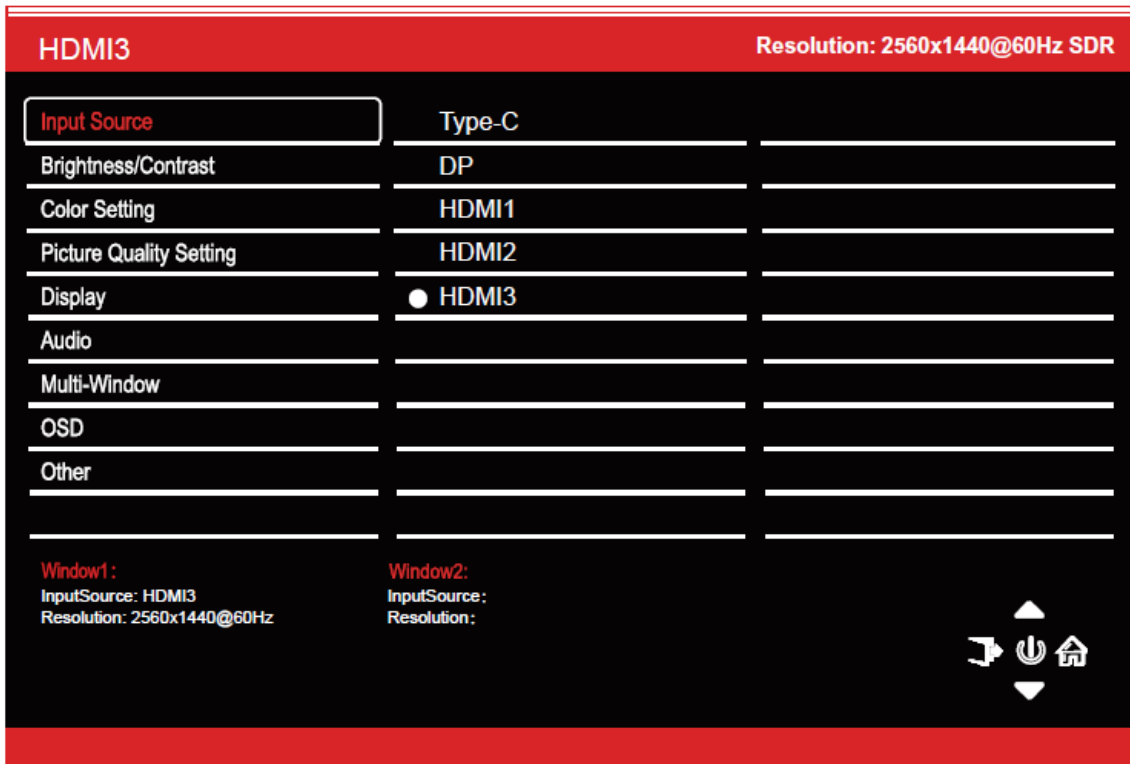 HDMI3
Resolution: 2560x1440@60Hz SDR
Input Source
Type-C
Brightness/Contrast
DP
Color Setting
HDMI1
Picture Quality Setting
HDMI2
Display
HDMI3
Audio
Multi-Window
OSD
Other
Window1:
InputSource: HDMI3
Resolution: 2560x1440@60Hz
Window2:
InputSource:
Resolution: